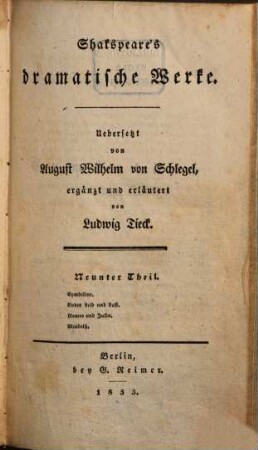 Shakspeare's
dramatische Werke.
Uebersetzt
von
August Wilhelm von Schlegel,
ergänzt und erläutert
von
Ludwig Tieck.
Neunter Theil.
Cymbeline.
Romeo und Julia.
Macbeth.
Berlin,
bey G. Reimer.
1833.